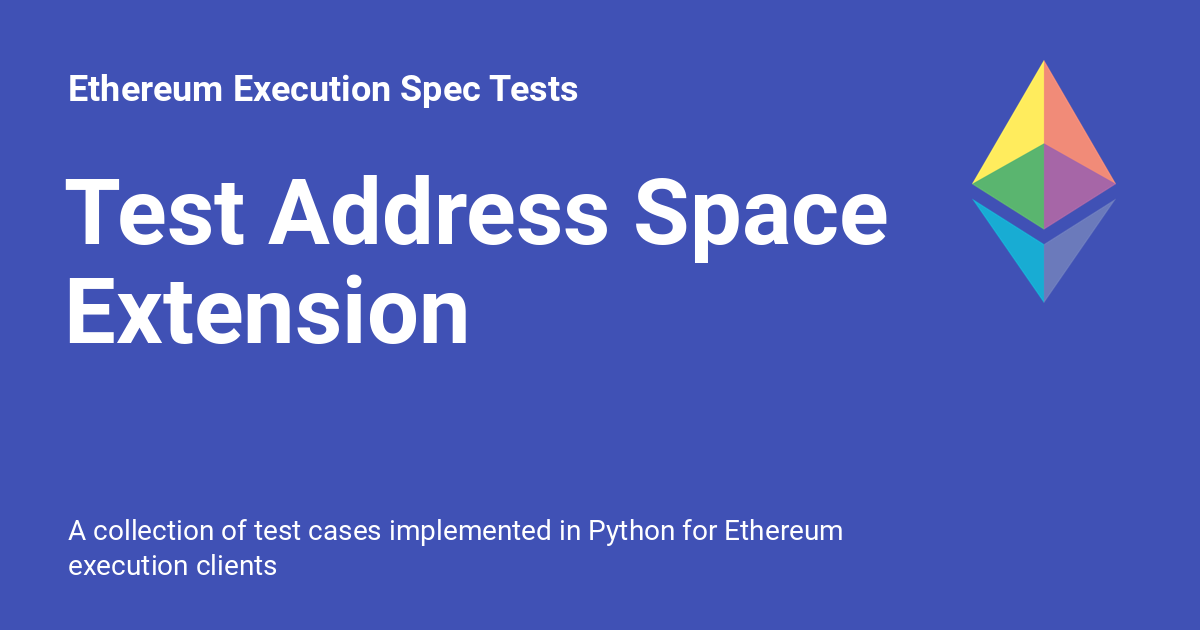 Ethereum Execution Spec Tests
Test Address Space
Extension
A collection of test cases implemented in Python for Ethereum
execution clients